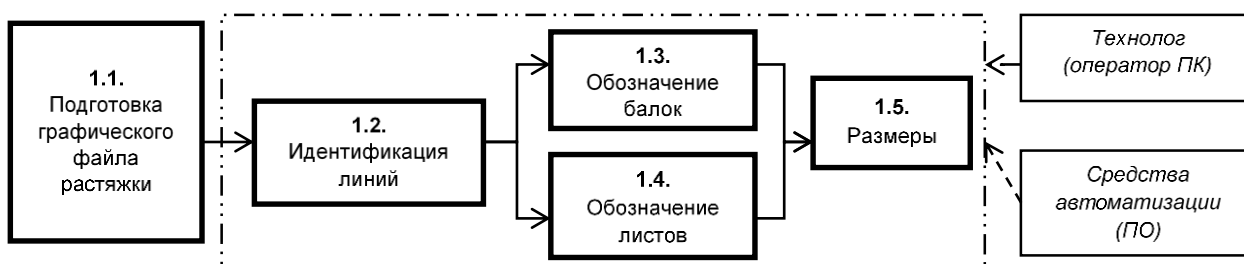 1.1.
Подготовка
графического
файла
растяжки
1.2.
Идентификация
линий
1.3.
Обозначение
балок
1.4.
Обозначение
листов
1.5.
Размеры
Технолог
(оператор ПК)
Средства
автоматизации
(ПО)